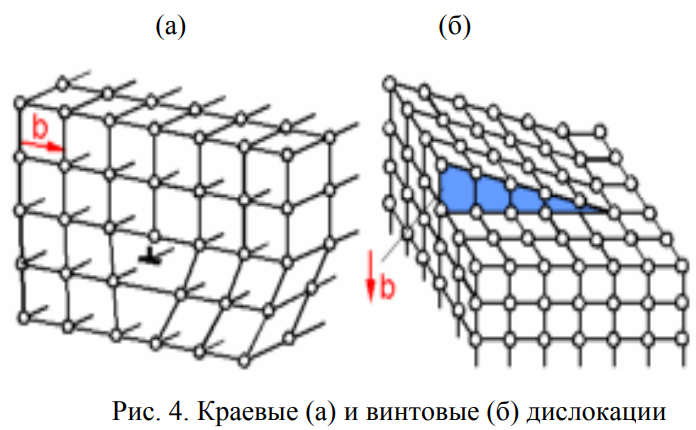 (а) (б)
b
b
Рис. 4. Краевые (а) и винтовые (б) дислокации